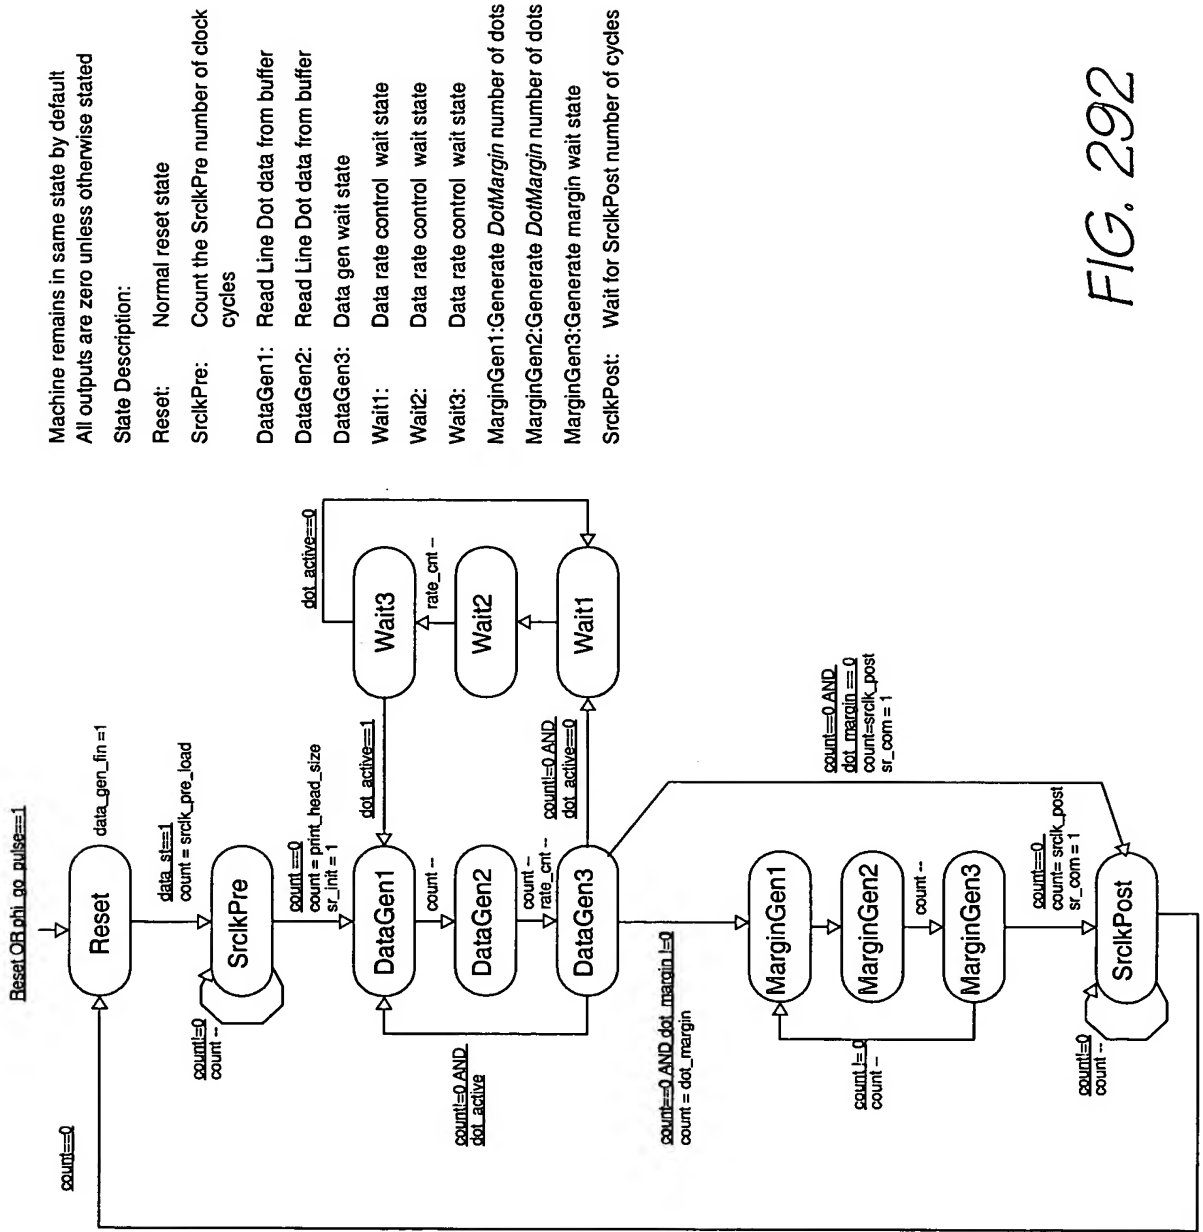 Reset OR phi_go_pulse==1
Reset
data_gen_fin =1
data_st==1
count = srclk_pre_load
SrclkPre
count!=0
count --
count ==0
count = print_head_size
sr_init = 1
DataGen1
count --
DataGen2
count --
rate_cnt --
DataGen3
count!=0 AND
dot_active
dot_active==1
dot_active==0
Wait3
rate_cnt --
Wait2
Wait1
count!=0 AND
dot_active==0
count==0 AND
dot_margin == 0
count=srclk_post
sr_com = 1
count==0 AND dot_margin !=0
count = dot_margin
MarginGen1
MarginGen2
count --
MarginGen3
count != 0
count --
count==0
count= srclk_post
sr_com = 1
SrclkPost
count!=0
count --
count==0
Machine remains in same state by default
All outputs are zero unless otherwise stated
State Description:
Reset: Normal reset state
SrclkPre: Count the SrclkPre number of clock
cycles
DataGen1: Read Line Dot data from buffer
DataGen2: Read Line Dot data from buffer
DataGen3: Data gen wait state
Wait1: Data rate control wait state
Wait2: Data rate control wait state
Wait3: Data rate control wait state
MarginGen1:Generate DotMargin number of dots
MarginGen2:Generate DotMargin number of dots
MarginGen3:Generate margin wait state
SrclkPost: Wait for SrclkPost number of cycles
FIG. 292